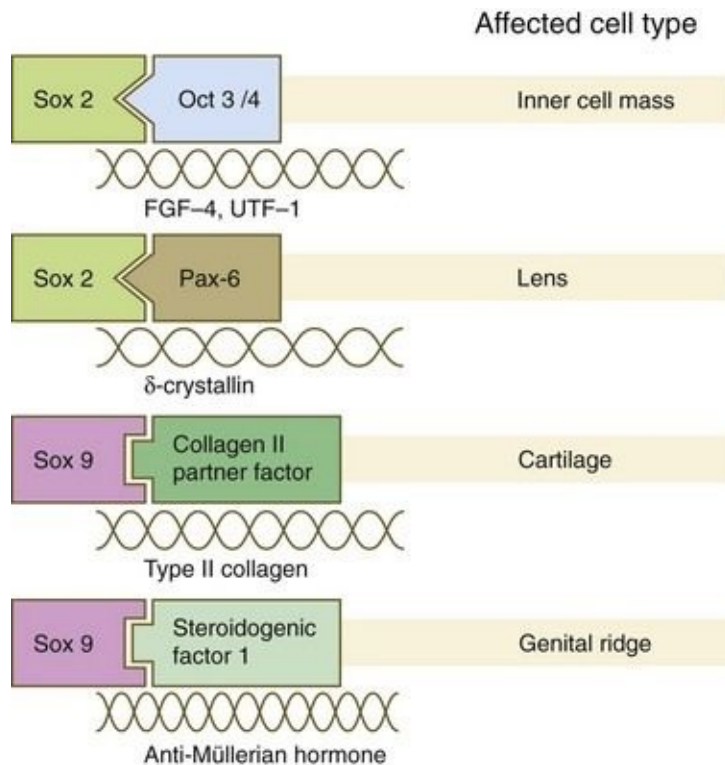 Affected cell type
Sox 2
Oct 3 /4
Inner cell mass
FGF–4, UTF–1
Sox 2
Pax-6
Lens
δ-crystallin
Sox 9
Collagen II
partner factor
Cartilage
Type II collagen
Sox 9
Steroidogenic
factor 1
Genital ridge
Anti-Müllerian hormone